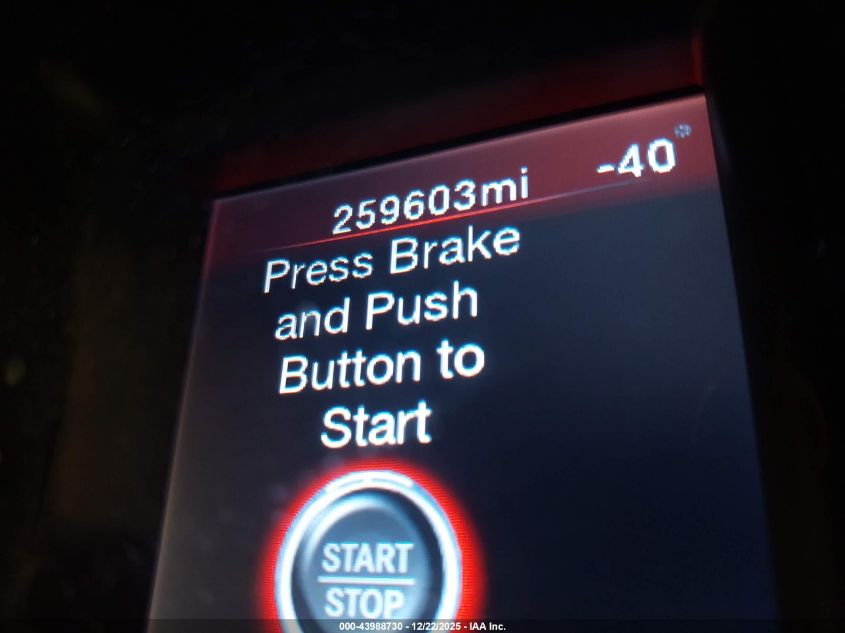 -40°
259603mi
Press Brake
and Push
Button to
Start
START
STOP
000-43988730 - 12/22/2025 - IAA Inc.